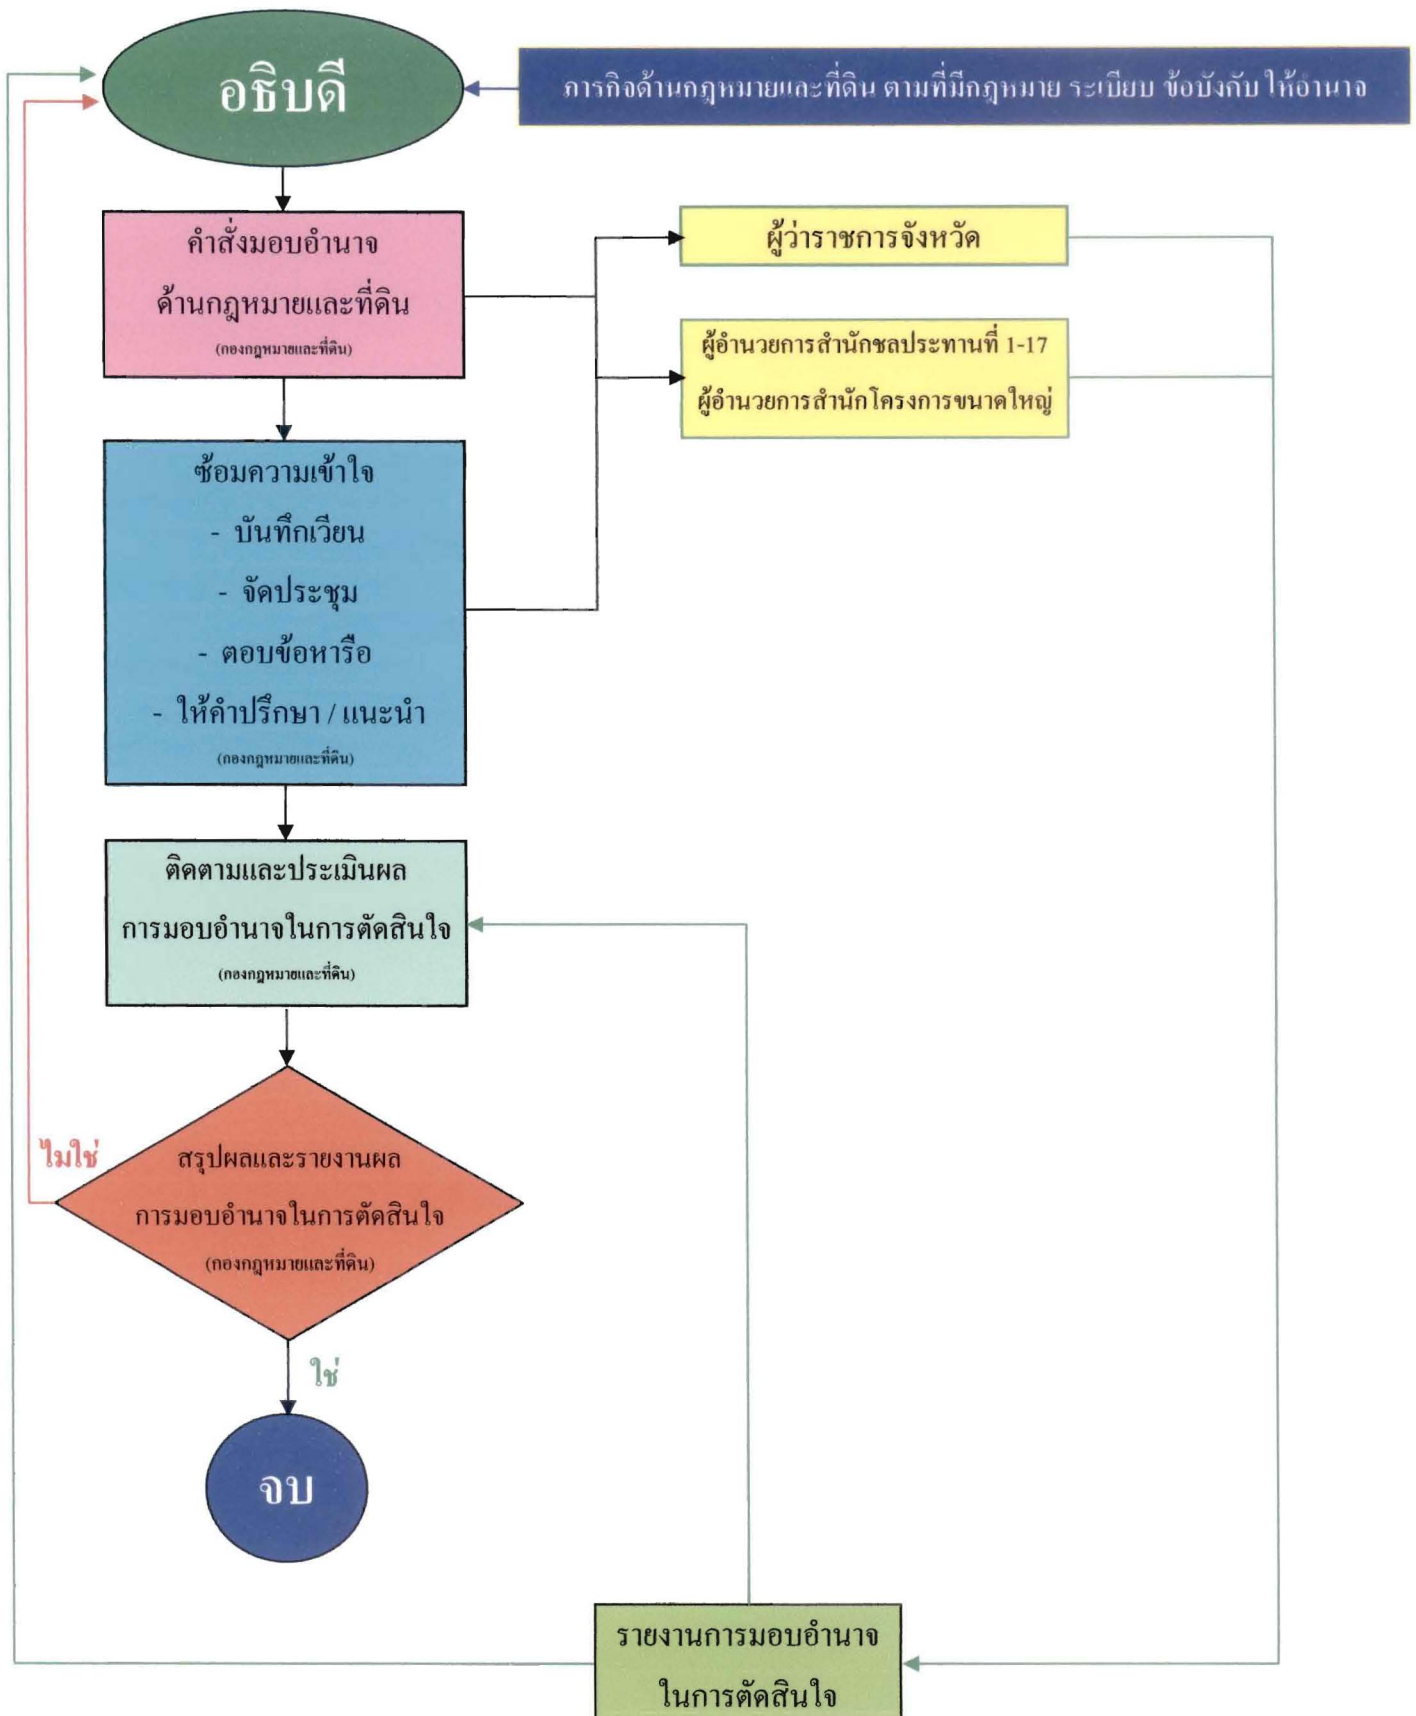 อธิบดี
ภารกิจด้านกฎหมายและที่ดิน ตามที่มีกฎหมาย ระเบียบ ข้อบังคับ ให้อำนาจ
คำสั่งมอบอำนาจ
ด้านกฎหมายและที่ดิน
(กองกฎหมายและที่ดิน)
ผู้ว่าราชการจังหวัด
ผู้อำนวยการสำนักชลประทานที่ 1-17
ผู้อำนวยการสำนักโครงการขนาดใหญ่
ซ้อมความเข้าใจ
- บันทึกเวียน
- จัดประชุม
- ตอบข้อหารือ
- ให้คำปรึกษา / แนะนำ
(กองกฎหมายและที่ดิน)
ติดตามและประเมินผล
การมอบอำนาจในการตัดสินใจ
(กองกฎหมายและที่ดิน)
ไม่ใช่
สรุปผลและรายงานผล
การมอบอำนาจในการตัดสินใจ
(กองกฎหมายและที่ดิน)
ใช่
จบ
รายงานการมอบอำนาจ
ในการตัดสินใจ